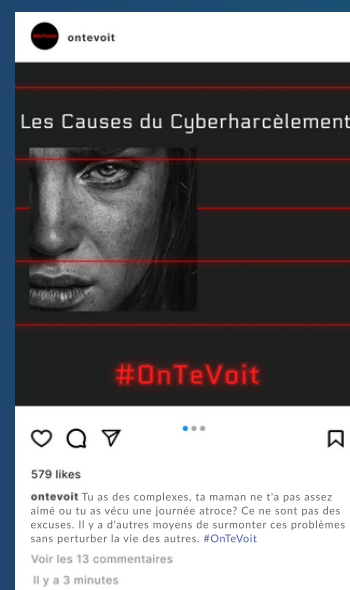 ontevoit
Les Causes du Cyberharcèlement
#OnTeVoit
579 likes
ontevoit Tu as des complexes, ta maman ne t'a pas assez
aimé ou tu as vécu une journée atroce? Ce ne sont pas des
excuses. Il y a d'autres moyens de surmonter ces problèmes
sans perturber la vie des autres. #OnTeVoit
Voir les 13 commentaires
Il y a 3 minutes